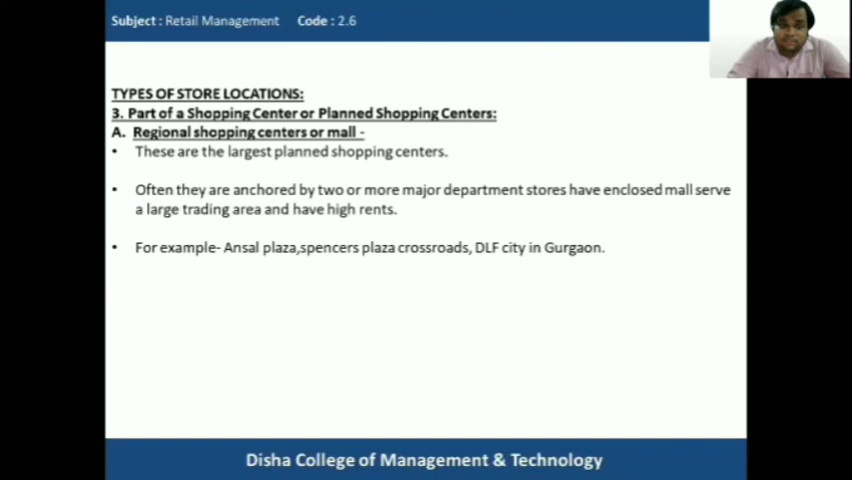 Subject : Retail Management Code : 2.6
TYPES OF STORE LOCATIONS:
3. Part of a Shopping Center or Planned Shopping Centers:
A. Regional shopping centers or mall -
• These are the largest planned shopping centers.
• Often they are anchored by two or more major department stores have enclosed mall serve
a large trading area and have high rents.
• For example- Ansal plaza,spencers plaza crossroads, DLF city in Gurgaon.
Disha College of Management & Technology